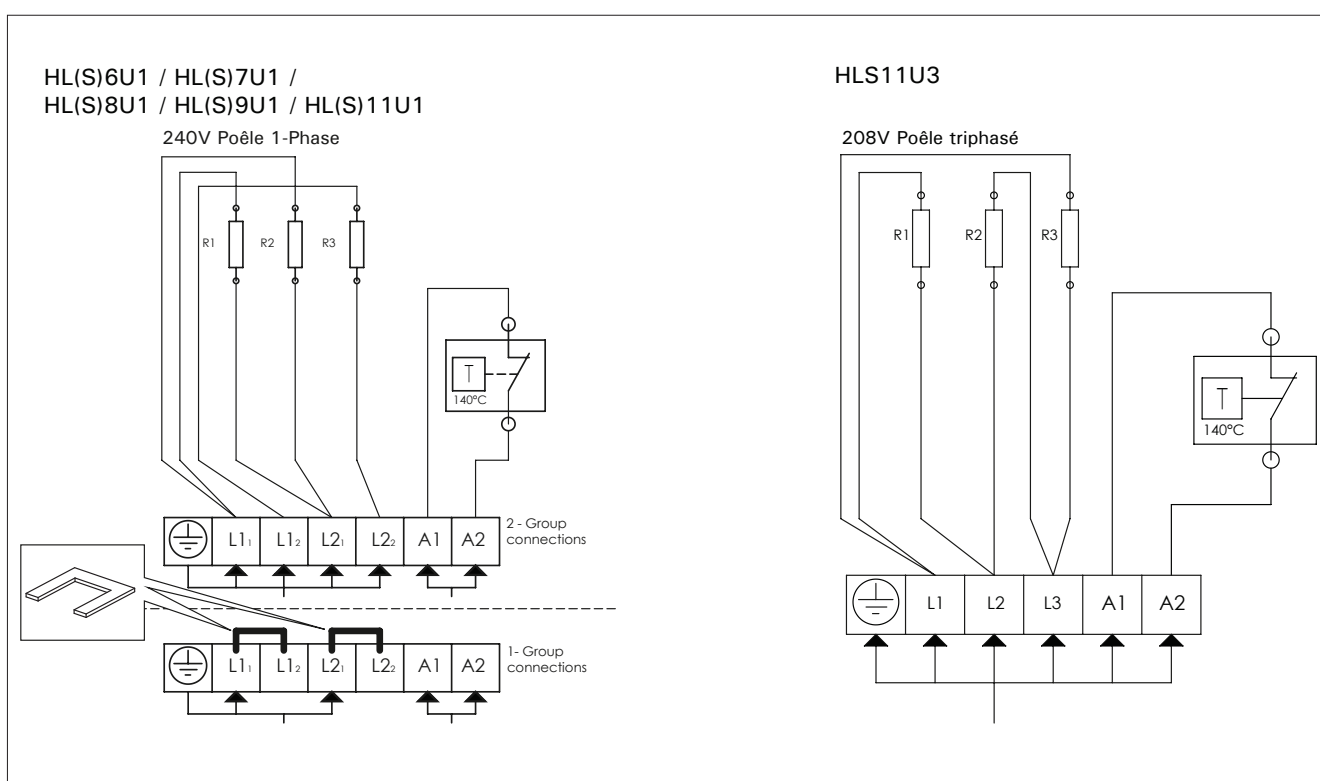 HL(S)6U1 / HL(S)7U1 /
HL(S)8U1 / HL(S)9U1 / HL(S)11U1
240V Poêle 1-Phase
R1 R2 R3
T
140°C
L1₁ L1₂ L2₁ L2₂ A1 A2
2 - Group
connections
L1₁ L1₂ L2₁ L2₂ A1 A2
1- Group
connections
HLS11U3
208V Poêle triphasé
R1 R2 R3
T
140°C
L1 L2 L3 A1 A2